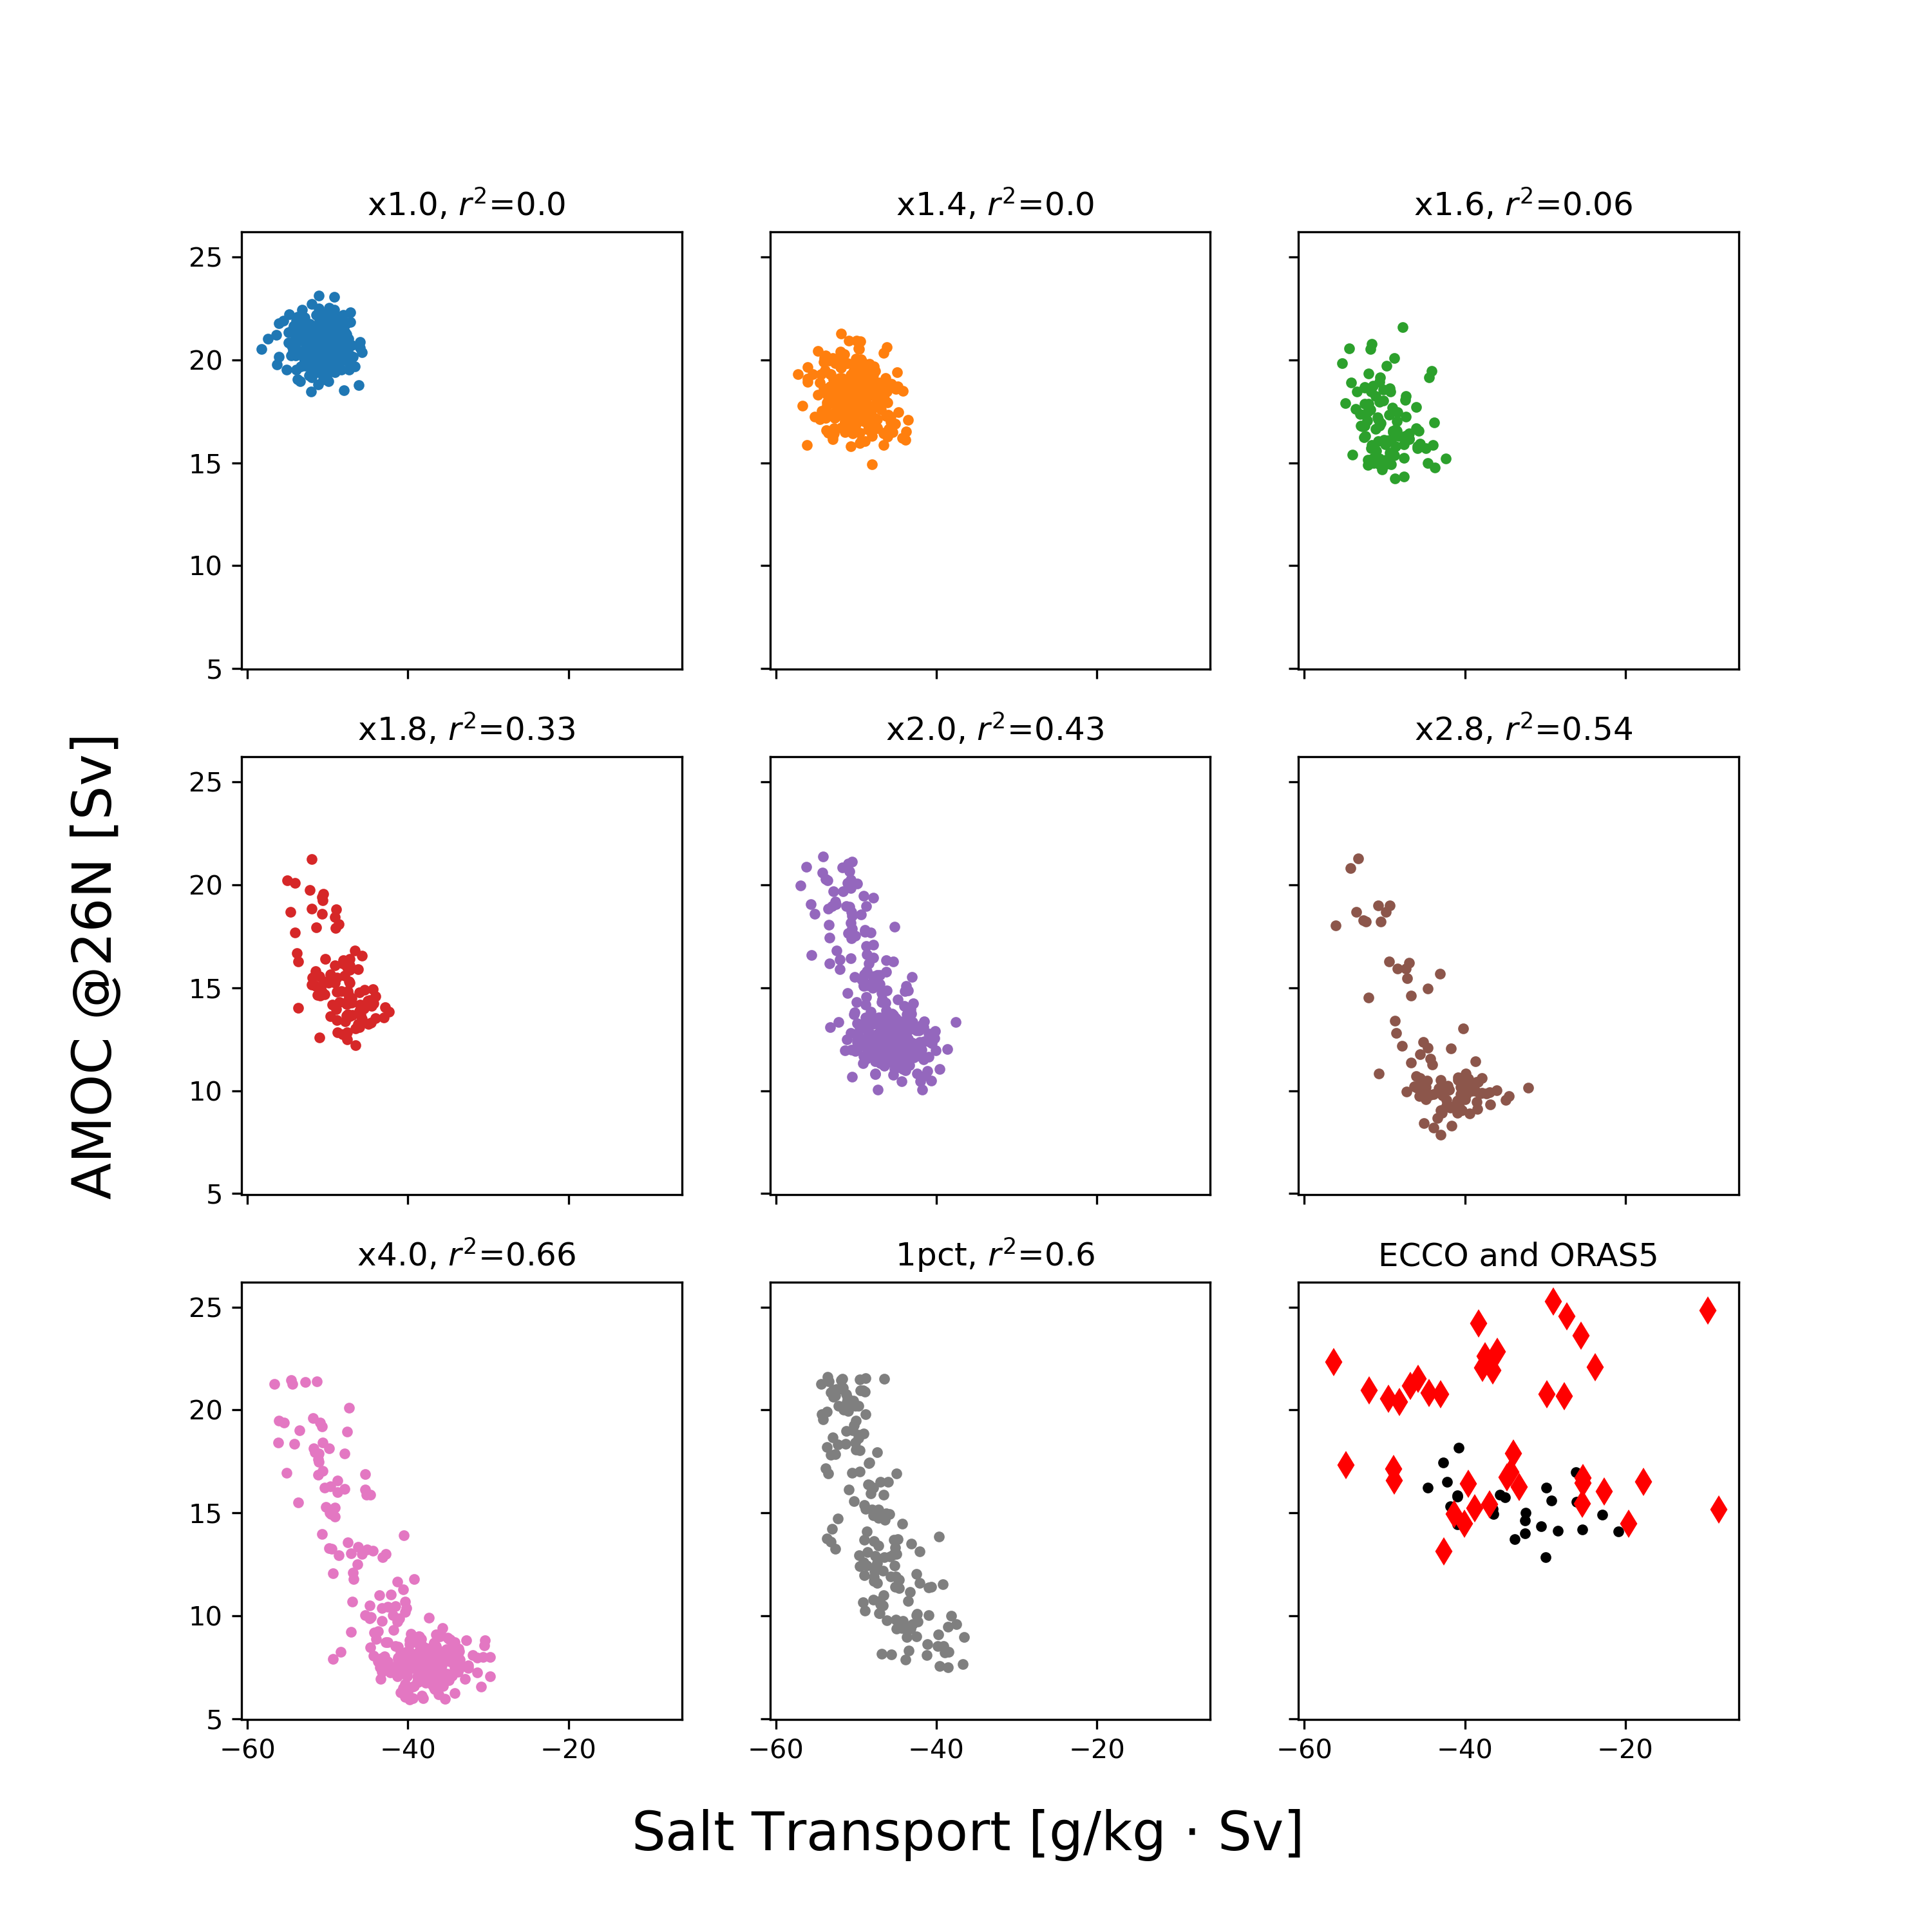 x1.0, r²=0.0
x1.4, r²=0.0
x1.6, r²=0.06
25
20
15
10
5
x1.8, r²=0.33
x2.0, r²=0.43
x2.8, r²=0.54
25
20
15
10
5
AMOC @26N [Sv]
x4.0, r²=0.66
1pct, r²=0.6
ECCO and ORAS5
25
20
15
10
5
−60 −40 −20
−60 −40 −20
−60 −40 −20
Salt Transport [g/kg · Sv]